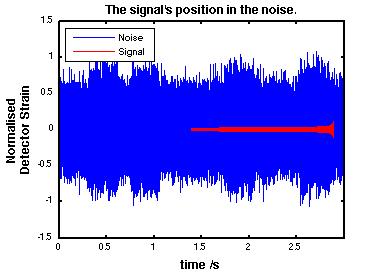 The signal's position in the noise.
1.5
Noise
Signal
1
0.5
0
-0.5
-1
-1.5
Normalised
Detector Strain
0
0.5
1
1.5
2
2.5
time /s